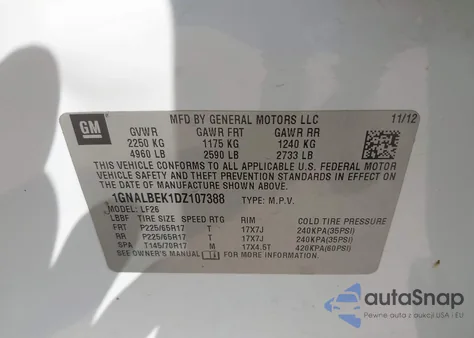 GM
MFD BY GENERAL MOTORS LLC 11/12
GVWR GAWR FRT GAWR RR
2250 KG 1175 KG 1240 KG
4960 LB 2590 LB 2733 LB
THIS VEHICLE CONFORMS TO ALL APPLICABLE U.S. FEDERAL MOTOR
VEHICLE SAFETY AND THEFT PREVENTION STANDARDS IN EFFECT ON
THE DATE OF MANUFACTURE SHOWN ABOVE.
1GNALBEK1DZ107388 TYPE: M.P.V.
MODEL: LF26
LBBF TIRE SIZE SPEED RTG RIM COLD TIRE PRESSURE
FRT P225/65R17 T 17X7J 240KPA(35PSI)
RR P225/65R17 T 17X7J 240KPA(35PSI)
SPA T145/70R17 M 17X4.5T 420KPA(60PSI)
SEE OWNER'S MANUAL FOR ADDITIONAL INFORMATION.
autoSnap
Pewne auta z aukcji USA i EU